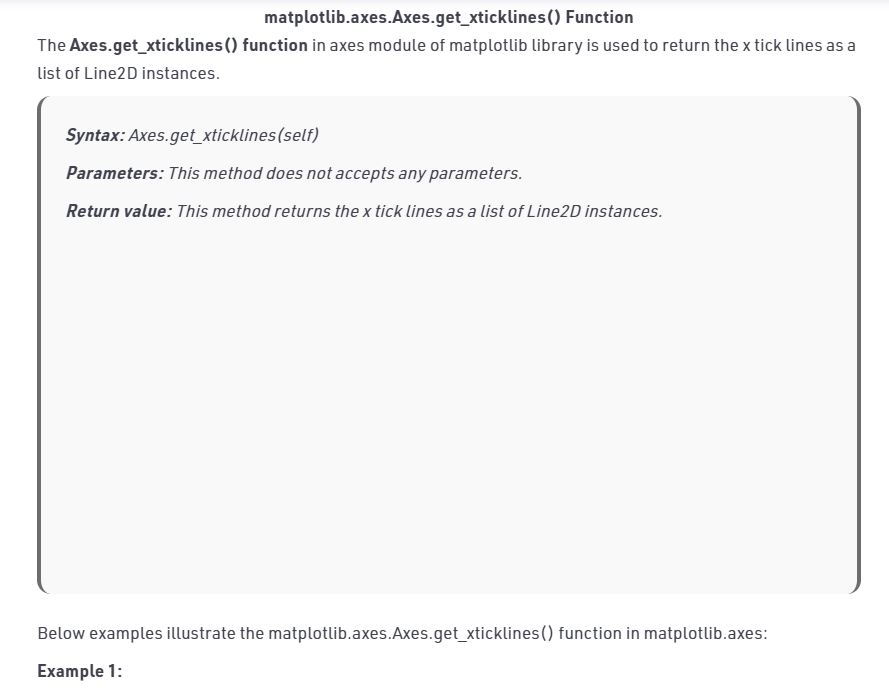 matplotlib.axes.Axes.get_xticklines() Function
The Axes.get_xticklines() function in axes module of matplotlib library is used to return the x tick lines as a
list of Line2D instances.
Syntax: Axes.get_xticklines(self)
Parameters: This method does not accepts any parameters.
Return value: This method returns the x tick lines as a list of Line2D instances.
Below examples illustrate the matplotlib.axes.Axes.get_xticklines() function in matplotlib.axes:
Example 1: